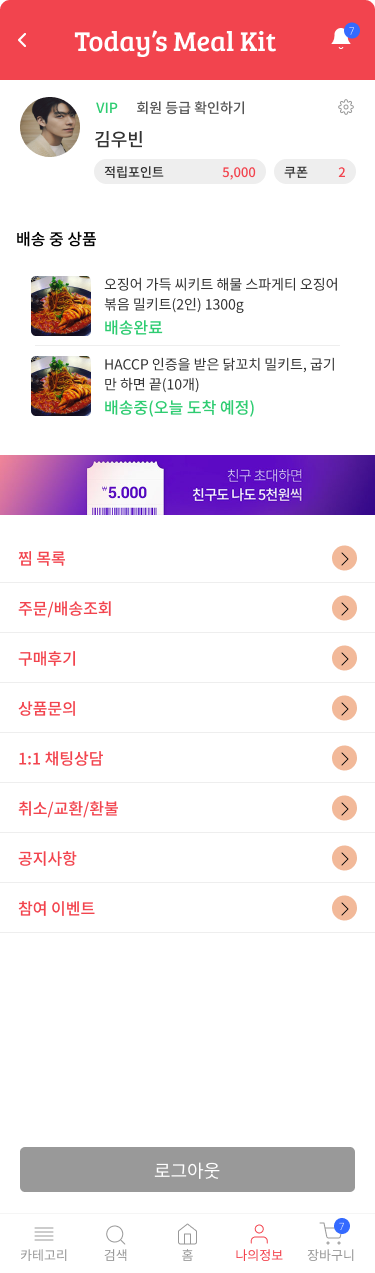 Today's Meal Kit
7
VIP 회원 등급 확인하기
김우빈
적립포인트 5,000 쿠폰 2
배송 중 상품
오징어 가득 씨키트 해물 스파게티 오징어
볶음 밀키트(2인) 1300g
배송완료
HACCP 인증을 받은 닭꼬치 밀키트, 굽기
만 하면 끝(10개)
배송중(오늘 도착 예정)
₩5.000
친구 초대하면
친구도 나도 5천원씩
찜 목록
주문/배송조회
구매후기
상품문의
1:1 채팅상담
취소/교환/환불
공지사항
참여 이벤트
로그아웃
7
카테고리 검색 홈 나의정보 장바구니